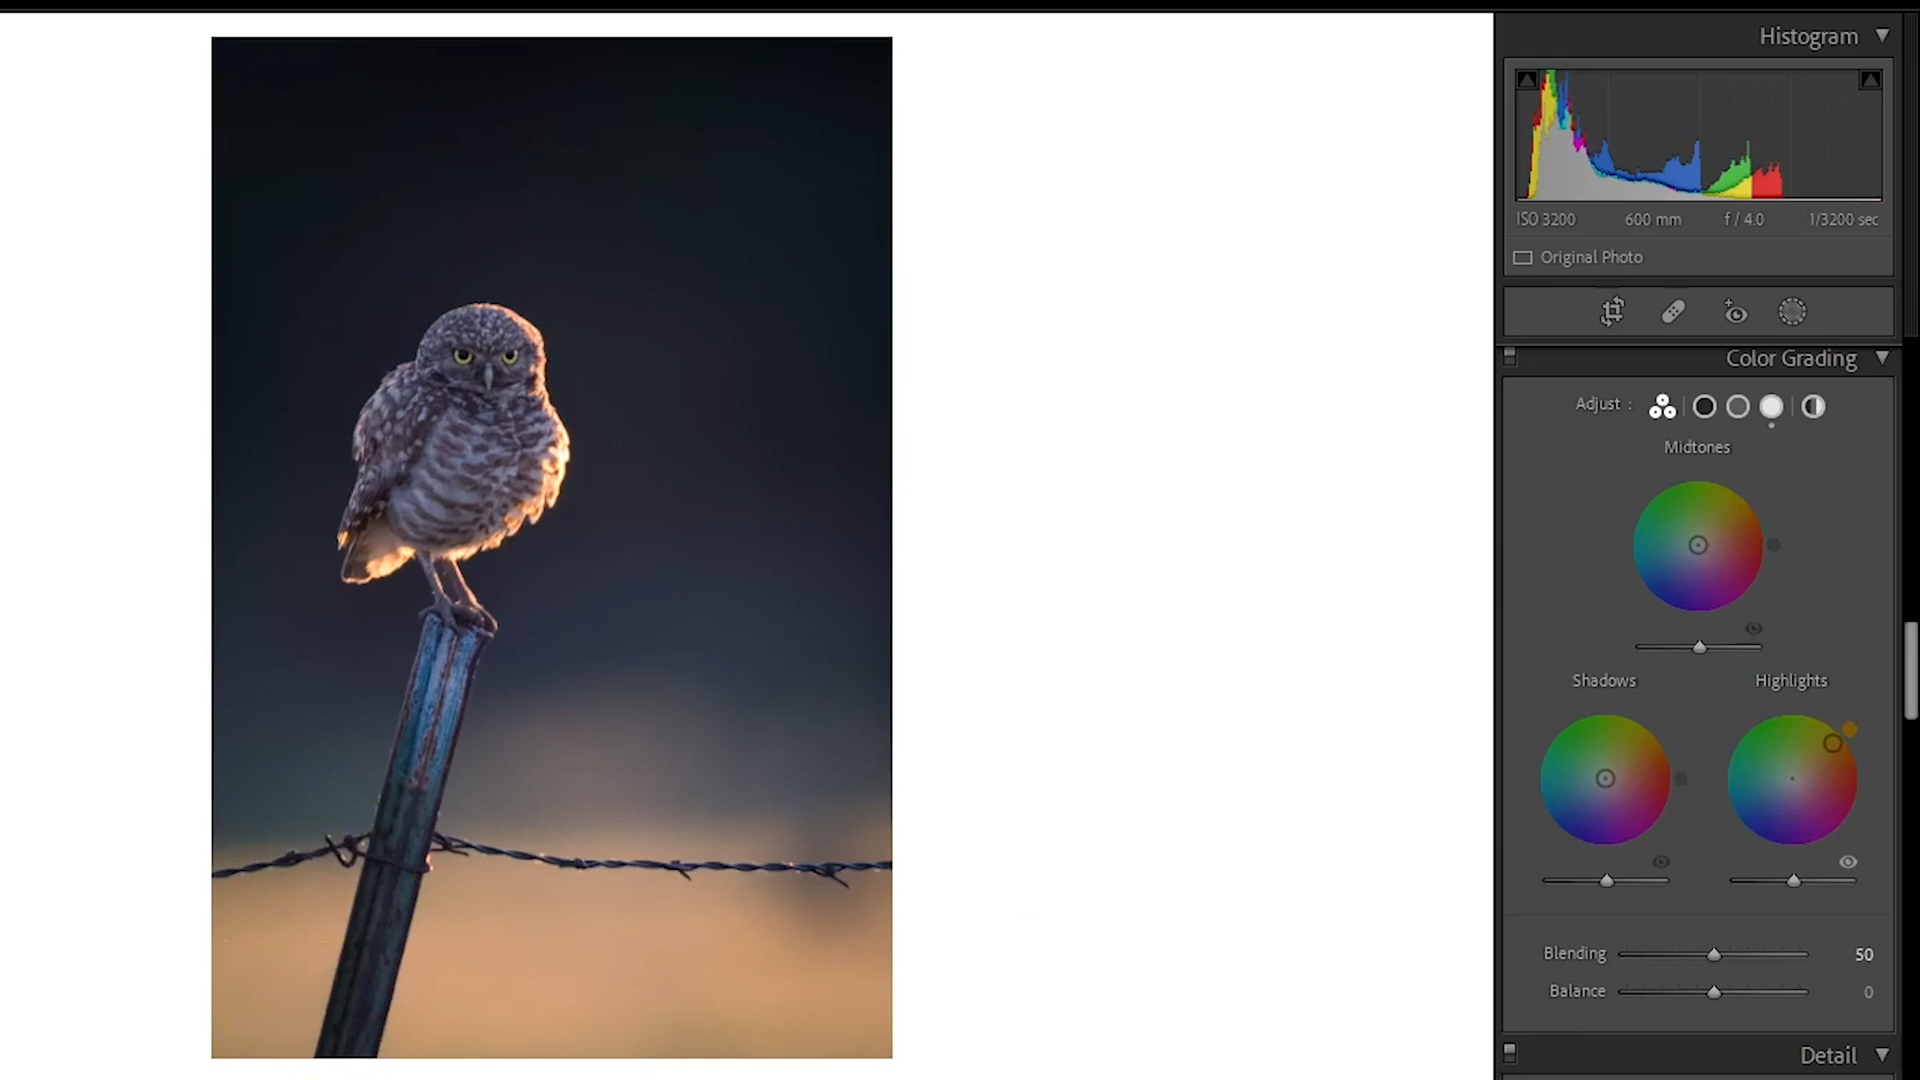 Histogram
ISO 3200 600 mm f / 4.0 1/3200 sec
Original Photo
Color Grading
Adjust :
Midtones
Shadows Highlights
Blending 50
Balance 0
Detail